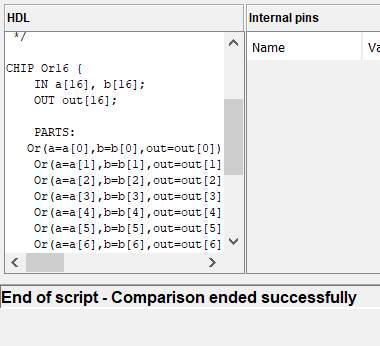 HDL
Internal pins
*/
Name
Va
CHIP Or16 {
IN a[16], b[16];
OUT out[16];
PARTS:
Or(a=a[0],b=b[0],out=out[0])
Or(a=a[1],b=b[1],out=out[1]
Or(a=a[2],b=b[2],out=out[2]
Or(a=a[3],b=b[3],out=out[3]
Or(a=a[4],b=b[4],out=out[4]
Or(a=a[5],b=b[5],out=out[5]
Or(a=a[6],b=b[6],out=out[6]
End of script - Comparison ended successfully